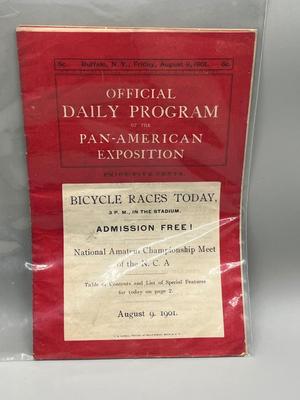 5c. Buffalo, N. Y., Friday, August 9, 1901. 5c.
OFFICIAL
DAILY PROGRAM
OF THE
PAN-AMERICAN
EXPOSITION
PRICE FIVE CENTS.
BICYCLE RACES TODAY,
3 P. M., IN THE STADIUM.
ADMISSION FREE!
National Amateur Championship Meet
of the N. C. A
Table of Contents and List of Special Features
for today on page 2.
August 9, 1901.